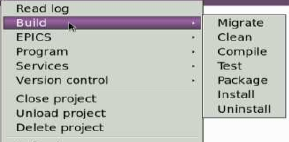 Read log
Build
EPICS
Program
Services
Version control
Close project
Unload project
Delete project
Migrate
Clean
Compile
Test
Package
Install
Uninstall